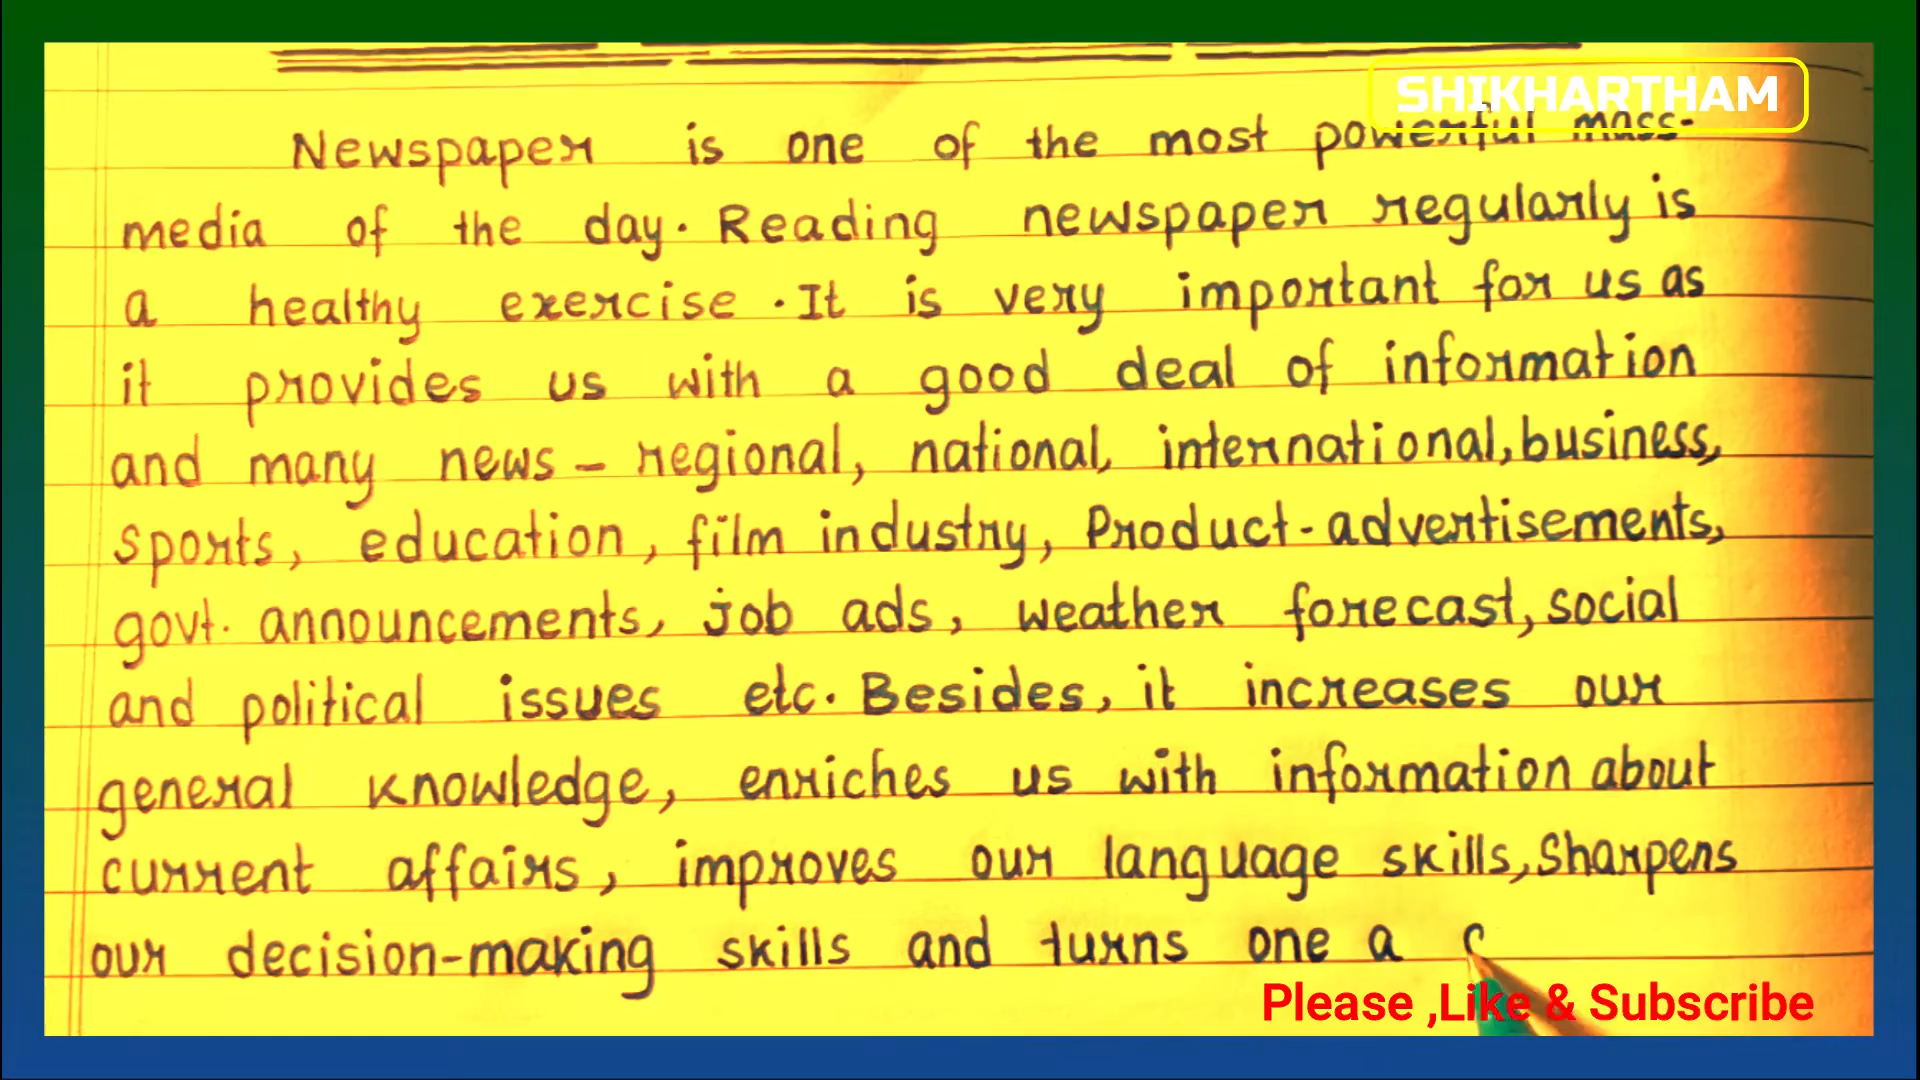 SHIKHARTHAM
Newspaper is one of the most powerful mass-
media of the day. Reading newspaper regularly is
a healthy exercise. It is very important for us as
it provides us with a good deal of information
and many news - regional, national, international, business,
sports, education, film industry, Product-advertisements,
govt. announcements, job ads, weather forecast, social
and political issues etc. Besides, it increases our
general knowledge, enriches us with information about
current affairs, improves our language skills, Sharpens
our decision-making skills and turns one a
Please ,Like & Subscribe